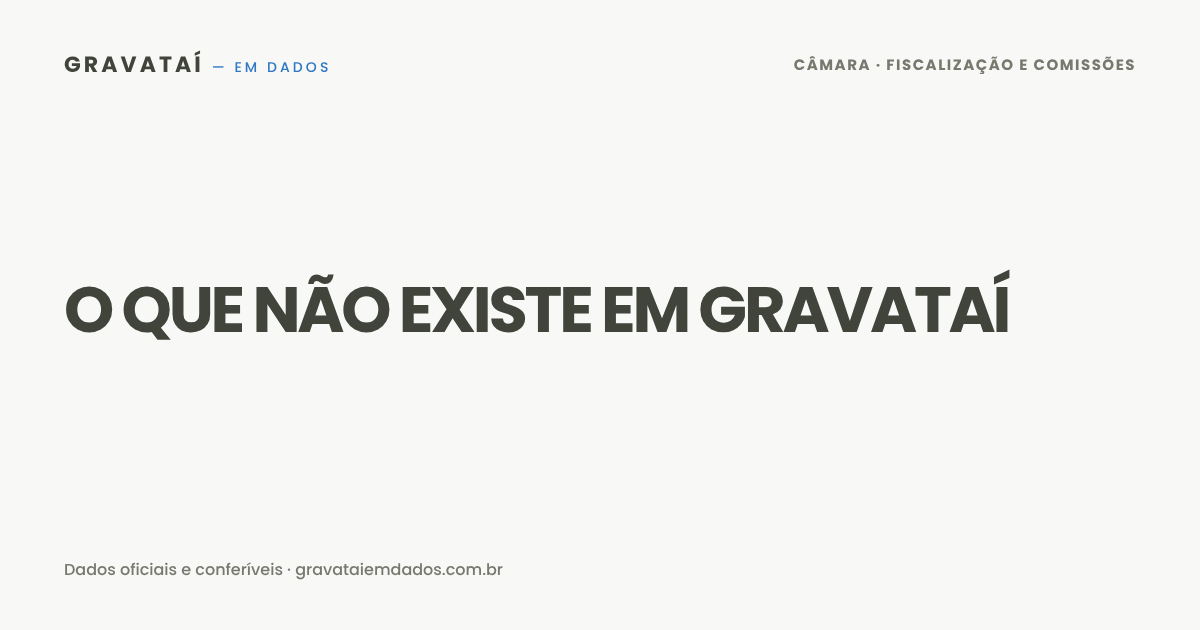 GRAVATAÍ — EM DADOS
CÂMARA · FISCALIZAÇÃO E COMISSÕES
O QUE NÃO EXISTE EM GRAVATAÍ
Dados oficiais e conferíveis · gravataiemdados.com.br